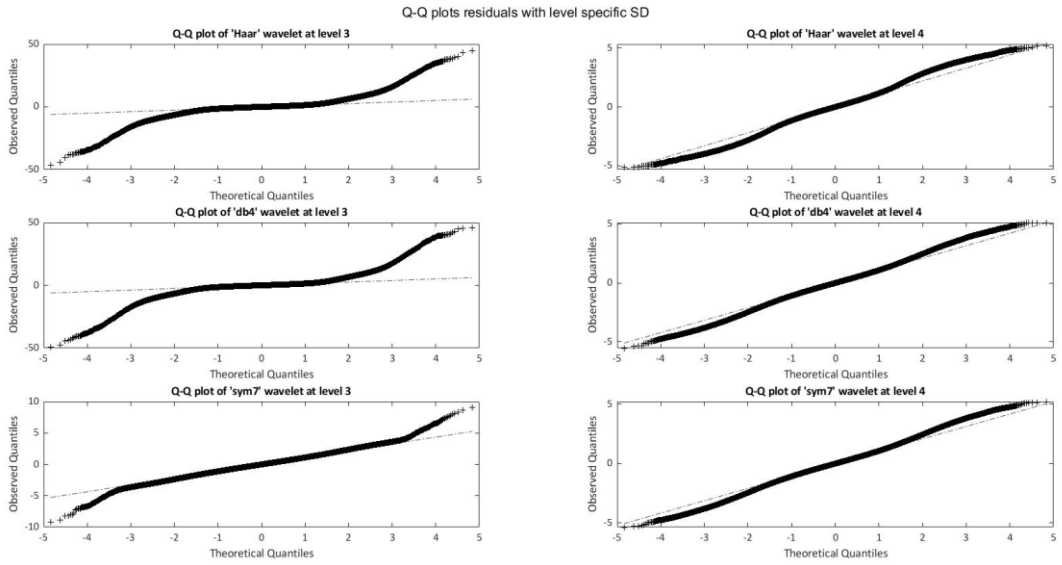 Q-Q plots residuals with level specific SD
Q-Q plot of 'Haar' wavelet at level 3
Observed Quantiles
50
0
-50
-5 -4 -3 -2 -1 0 1 2 3 4 5
Theoretical Quantiles
Q-Q plot of 'Haar' wavelet at level 4
Observed Quantiles
5
0
-5
-5 -4 -3 -2 -1 0 1 2 3 4 5
Theoretical Quantiles
Q-Q plot of 'db4' wavelet at level 3
Observed Quantiles
50
0
-50
-5 -4 -3 -2 -1 0 1 2 3 4 5
Theoretical Quantiles
Q-Q plot of 'db4' wavelet at level 4
Observed Quantiles
5
0
-5
-5 -4 -3 -2 -1 0 1 2 3 4 5
Theoretical Quantiles
Q-Q plot of 'sym7' wavelet at level 3
Observed Quantiles
10
5
0
-5
-10
-5 -4 -3 -2 -1 0 1 2 3 4 5
Theoretical Quantiles
Q-Q plot of 'sym7' wavelet at level 4
Observed Quantiles
5
0
-5
-5 -4 -3 -2 -1 0 1 2 3 4 5
Theoretical Quantiles